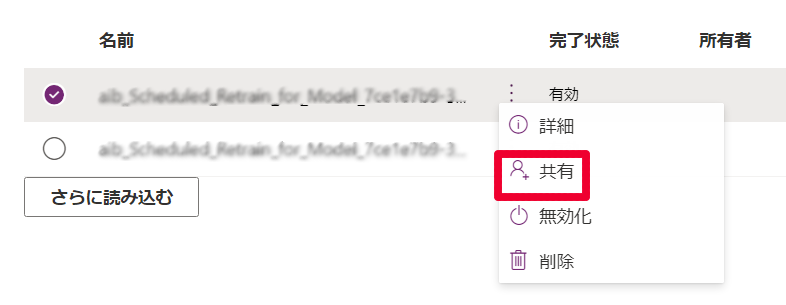 名前 完了状態 所有者
aib_Scheduled_Retrain_for_Model_7ce1e7b9-3... 有効
詳細
aib_Scheduled_Retrain_for_Model_7ce1e7b9-3...
共有
さらに読み込む
無効化
削除